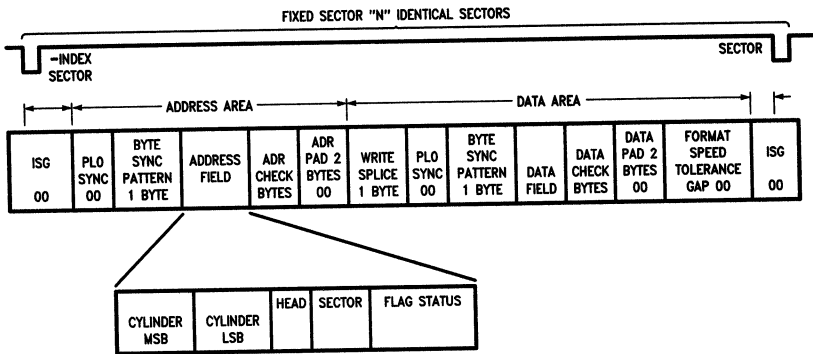 FIXED SECTOR "N" IDENTICAL SECTORS
-INDEX
SECTOR
SECTOR
ADDRESS AREA
DATA AREA
ISG
00
PLO
SYNC
00
BYTE
SYNC
PATTERN
1 BYTE
ADDRESS
FIELD
ADR
CHECK
BYTES
ADR
PAD 2
BYTES
00
WRITE
SPLICE
1 BYTE
PLO
SYNC
00
BYTE
SYNC
PATTERN
1 BYTE
DATA
FIELD
DATA
CHECK
BYTES
DATA
PAD 2
BYTES
00
FORMAT
SPEED
TOLERANCE
GAP 00
ISG
00
CYLINDER
MSB
CYLINDER
LSB
HEAD
SECTOR
FLAG STATUS